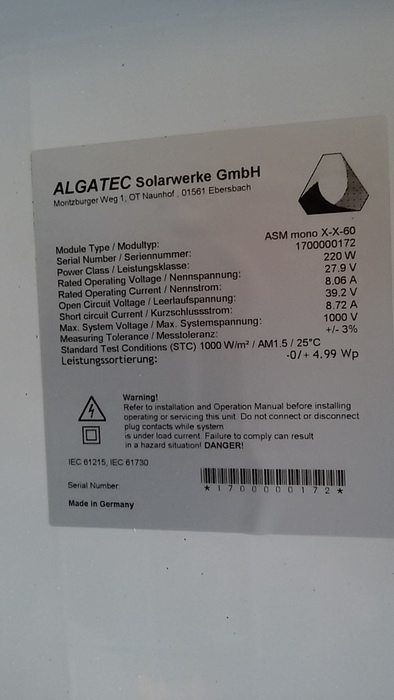 ALGATEC Solarwerke GmbH
Moritzburger Weg 1, OT Naunhof , 01561 Ebersbach
Module Type / Modultyp: ASM mono X-X-60
Serial Number / Seriennummer: 1700000172
Power Class / Leistungsklasse: 220 W
Rated Operating Voltage / Nennspannung: 27.9 V
Rated Operating Current / Nennstrom: 8.06 A
Open Circuit Voltage / Leerlaufspannung: 39.2 V
Short circuit Current / Kurzschlussstrom: 8.72 A
Max. System Voltage / Max. Systemspannung: 1000 V
Measuring Tolerance / Messtoleranz: +/- 3%
Standard Test Conditions (STC) 1000 W/m² / AM1.5 / 25°C
Leistungssortierung: -0/+ 4.99 Wp
Warning!
Refer to installation and Operation Manual before installing
operating or servicing this unit. Do not connect or disconnect
plug contacts while system
is under load current. Failure to comply can result
in a hazard situation! DANGER!
IEC 61215, IEC 61730
Serial Number
*1700000172*
Made in Germany